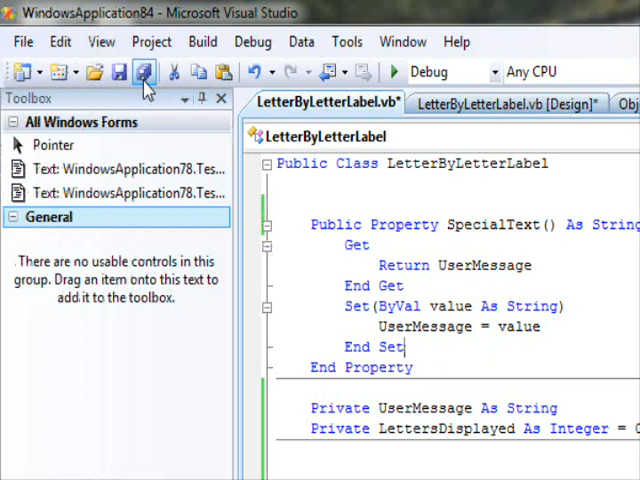 WindowsApplication84 - Microsoft Visual Studio
File Edit View Project Build Debug Data Tools Window Help
Debug Any CPU
Toolbox
LetterByLetterLabel.vb* LetterByLetterLabel.vb [Design]* Obj
All Windows Forms
LetterByLetterLabel
Pointer
Public Class LetterByLetterLabel
Text: WindowsApplication78.Tes...
Text: WindowsApplication78.Tes...
General
Public Property SpecialText() As String
Get
There are no usable controls in this
group. Drag an item onto this text to
add it to the toolbox.
Return UserMessage
End Get
Set(ByVal value As String)
UserMessage = value
End Set
End Property
Private UserMessage As String
Private LettersDisplayed As Integer = 0